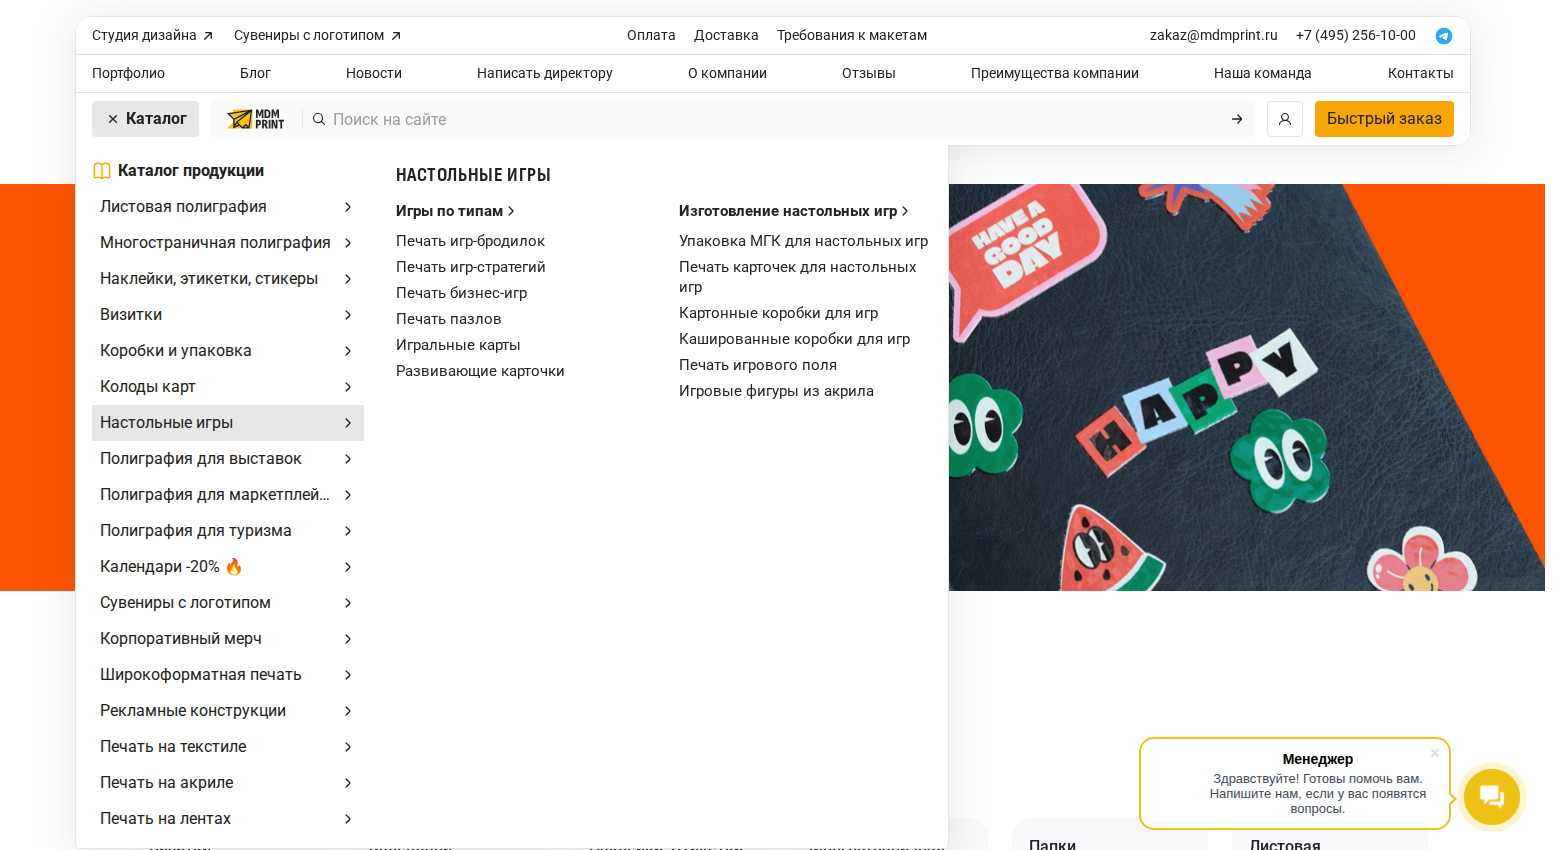 Студия дизайна
Сувениры с логотипом
Оплата
Доставка
Требования к макетам
zakaz@mdmprint.ru
+7 (495) 256-10-00
Портфолио
Блог
Новости
Написать директору
О компании
Отзывы
Преимущества компании
Наша команда
Контакты
Каталог
MDM
PRINT
Поиск на сайте
Быстрый заказ
Каталог продукции
Листовая полиграфия
Многостраничная полиграфия
Наклейки, этикетки, стикеры
Визитки
Коробки и упаковка
Колоды карт
Настольные игры
Полиграфия для выставок
Полиграфия для маркетплей...
Полиграфия для туризма
Календари -20% 🔥
Сувениры с логотипом
Корпоративный мерч
Широкоформатная печать
Рекламные конструкции
Печать на текстиле
Печать на акриле
Печать на лентах
НАСТОЛЬНЫЕ ИГРЫ
Игры по типам
Печать игр-бродилок
Печать игр-стратегий
Печать бизнес-игр
Печать пазлов
Игральные карты
Развивающие карточки
Изготовление настольных игр
Упаковка МГК для настольных игр
Печать карточек для настольных
игр
Картонные коробки для игр
Кашированные коробки для игр
Печать игрового поля
Игровые фигуры из акрила
HAVE A
GOOD
DAY
HAPPY
Менеджер
Здравствуйте! Готовы помочь вам.
Напишите нам, если у вас появятся
вопросы.
Папки
Листовая